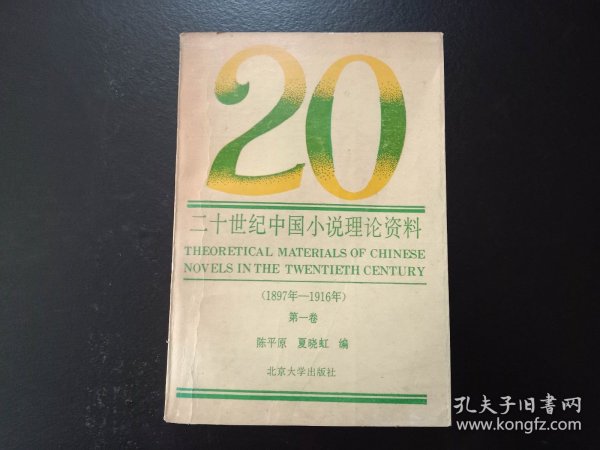 20
二十世纪中国小说理论资料
THEORETICAL MATERIALS OF CHINESE
NOVELS IN THE TWENTIETH CENTURY
(1897年—1916年)
第一卷
陈平原 夏晓虹 编
北京大学出版社
孔夫子旧书网
www.kongfz.com